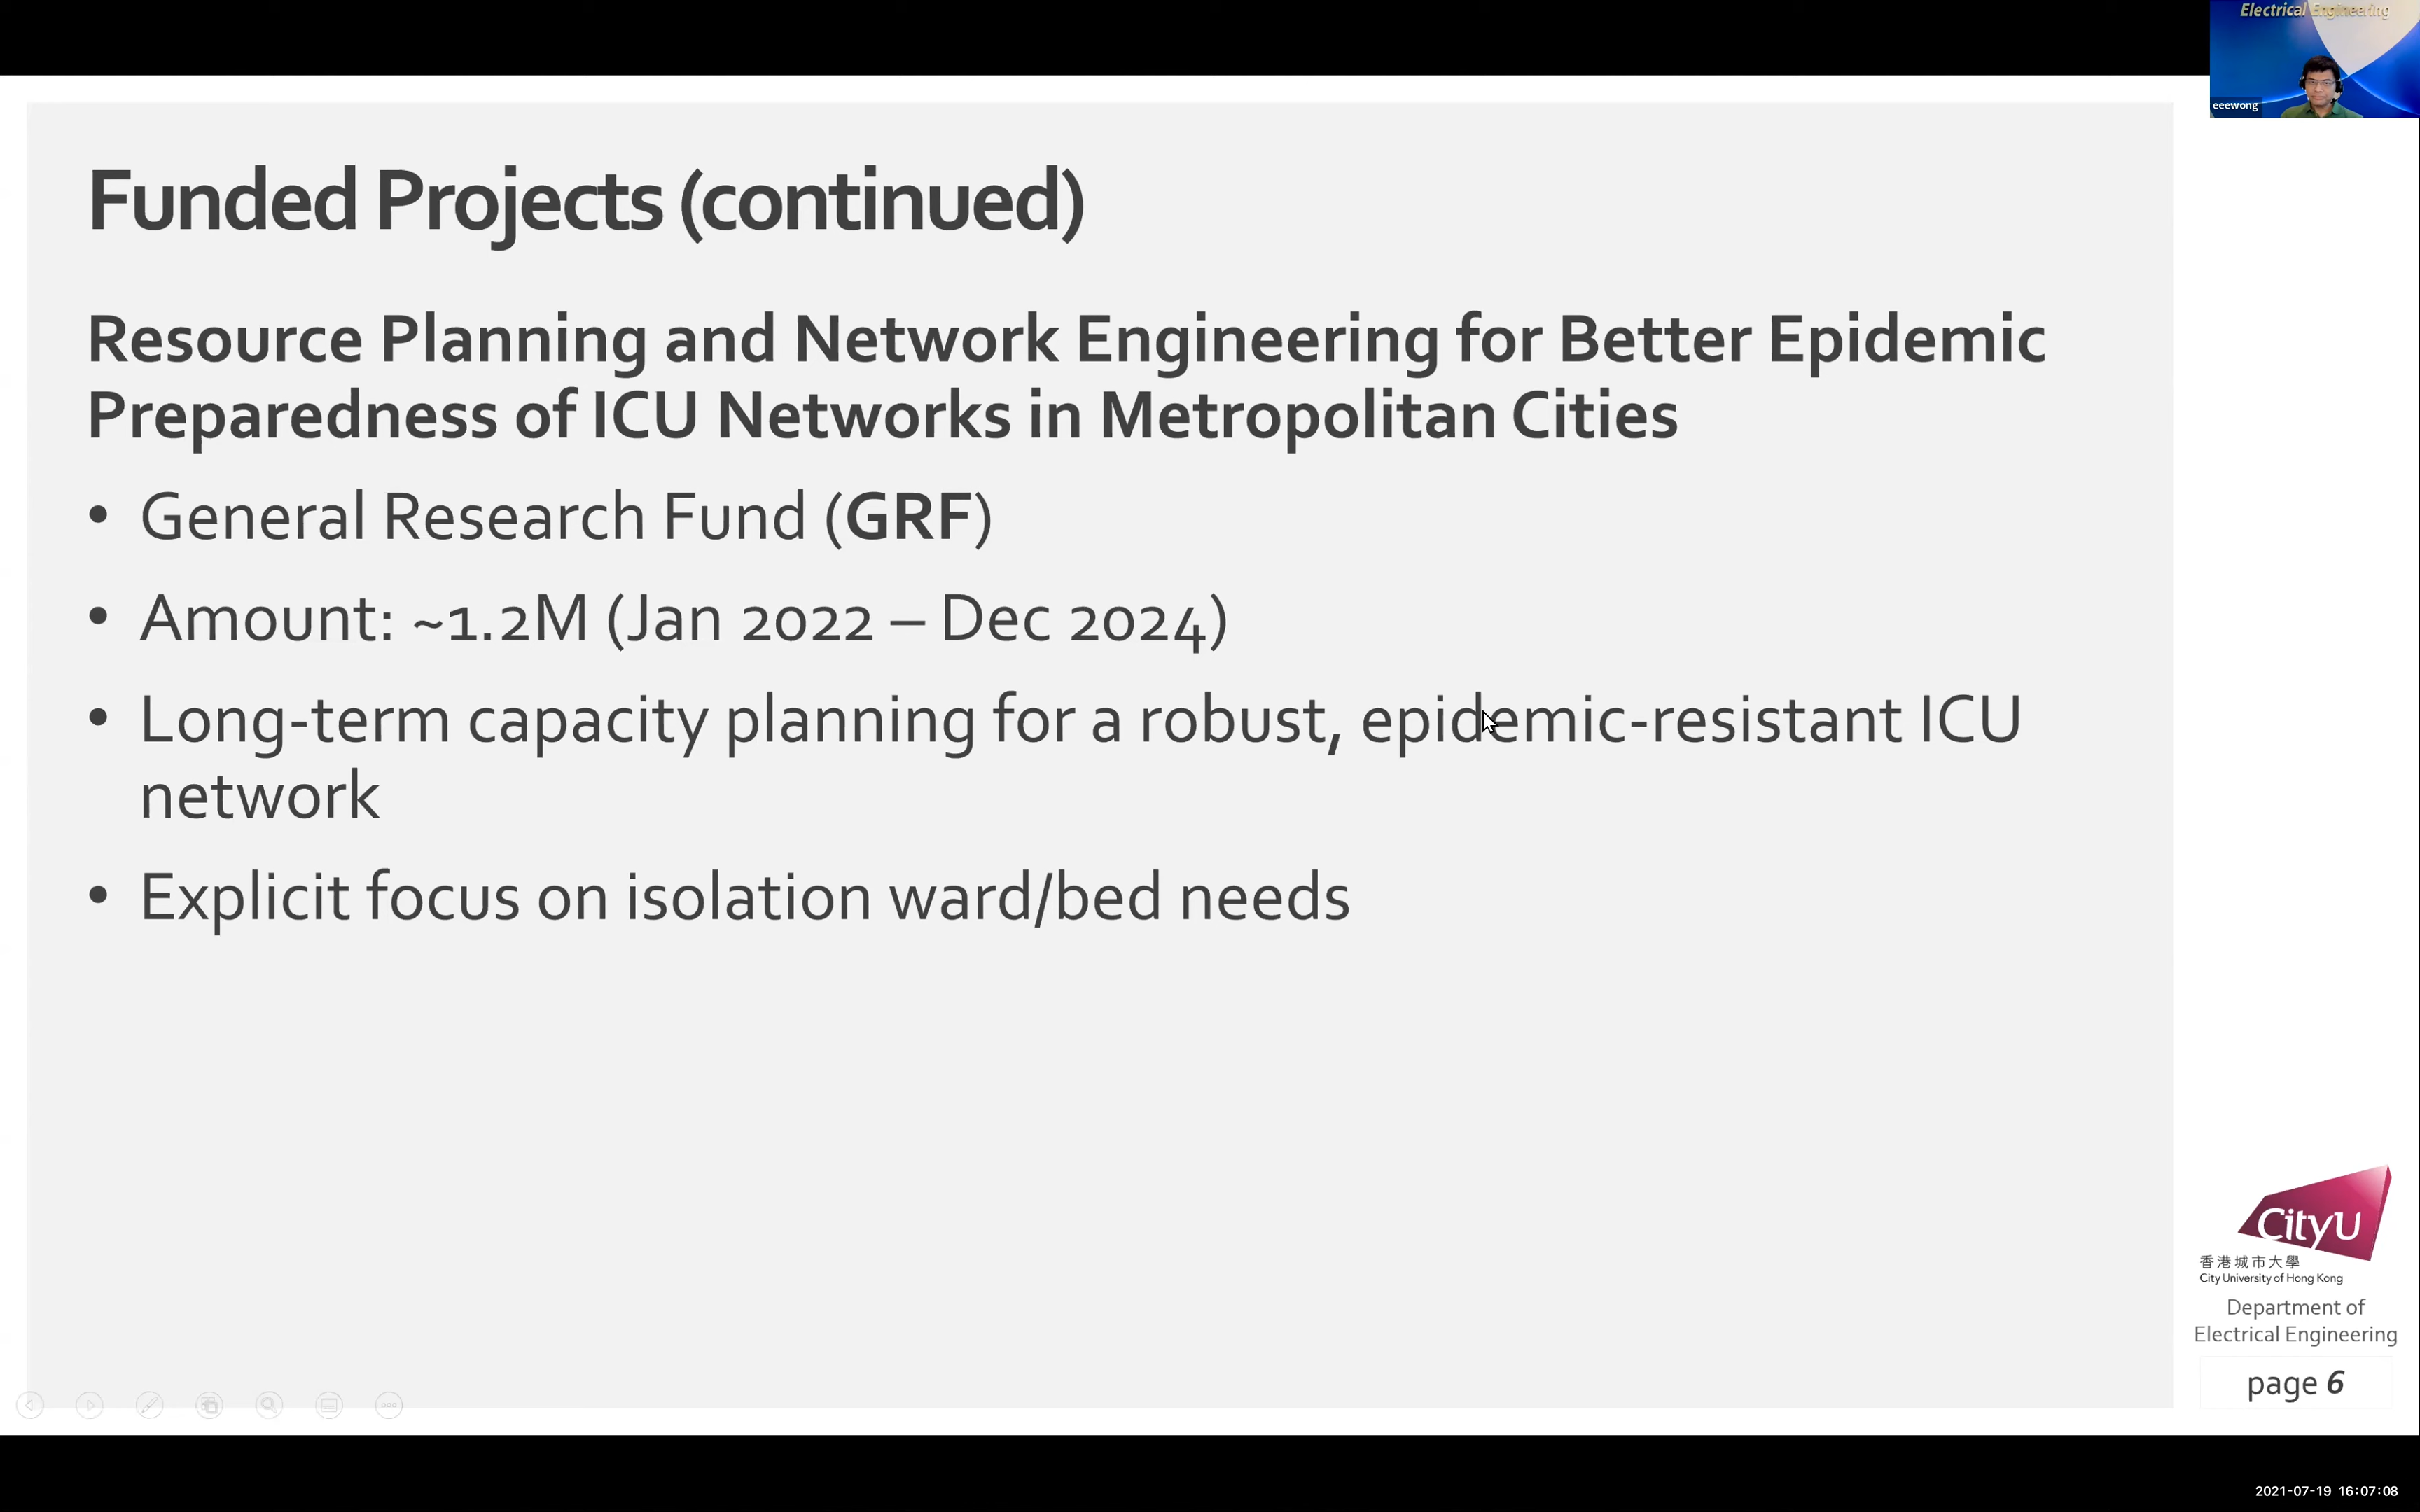 Electrical Engineering
eeewong
Funded Projects (continued)
Resource Planning and Network Engineering for Better Epidemic
Preparedness of ICU Networks in Metropolitan Cities
• General Research Fund (GRF)
• Amount: ~1.2M (Jan 2022 – Dec 2024)
• Long-term capacity planning for a robust, epidemic-resistant ICU
network
• Explicit focus on isolation ward/bed needs
CityU
香港城市大學
City University of Hong Kong
Department of
Electrical Engineering
page 6
2021-07-19 16:07:08